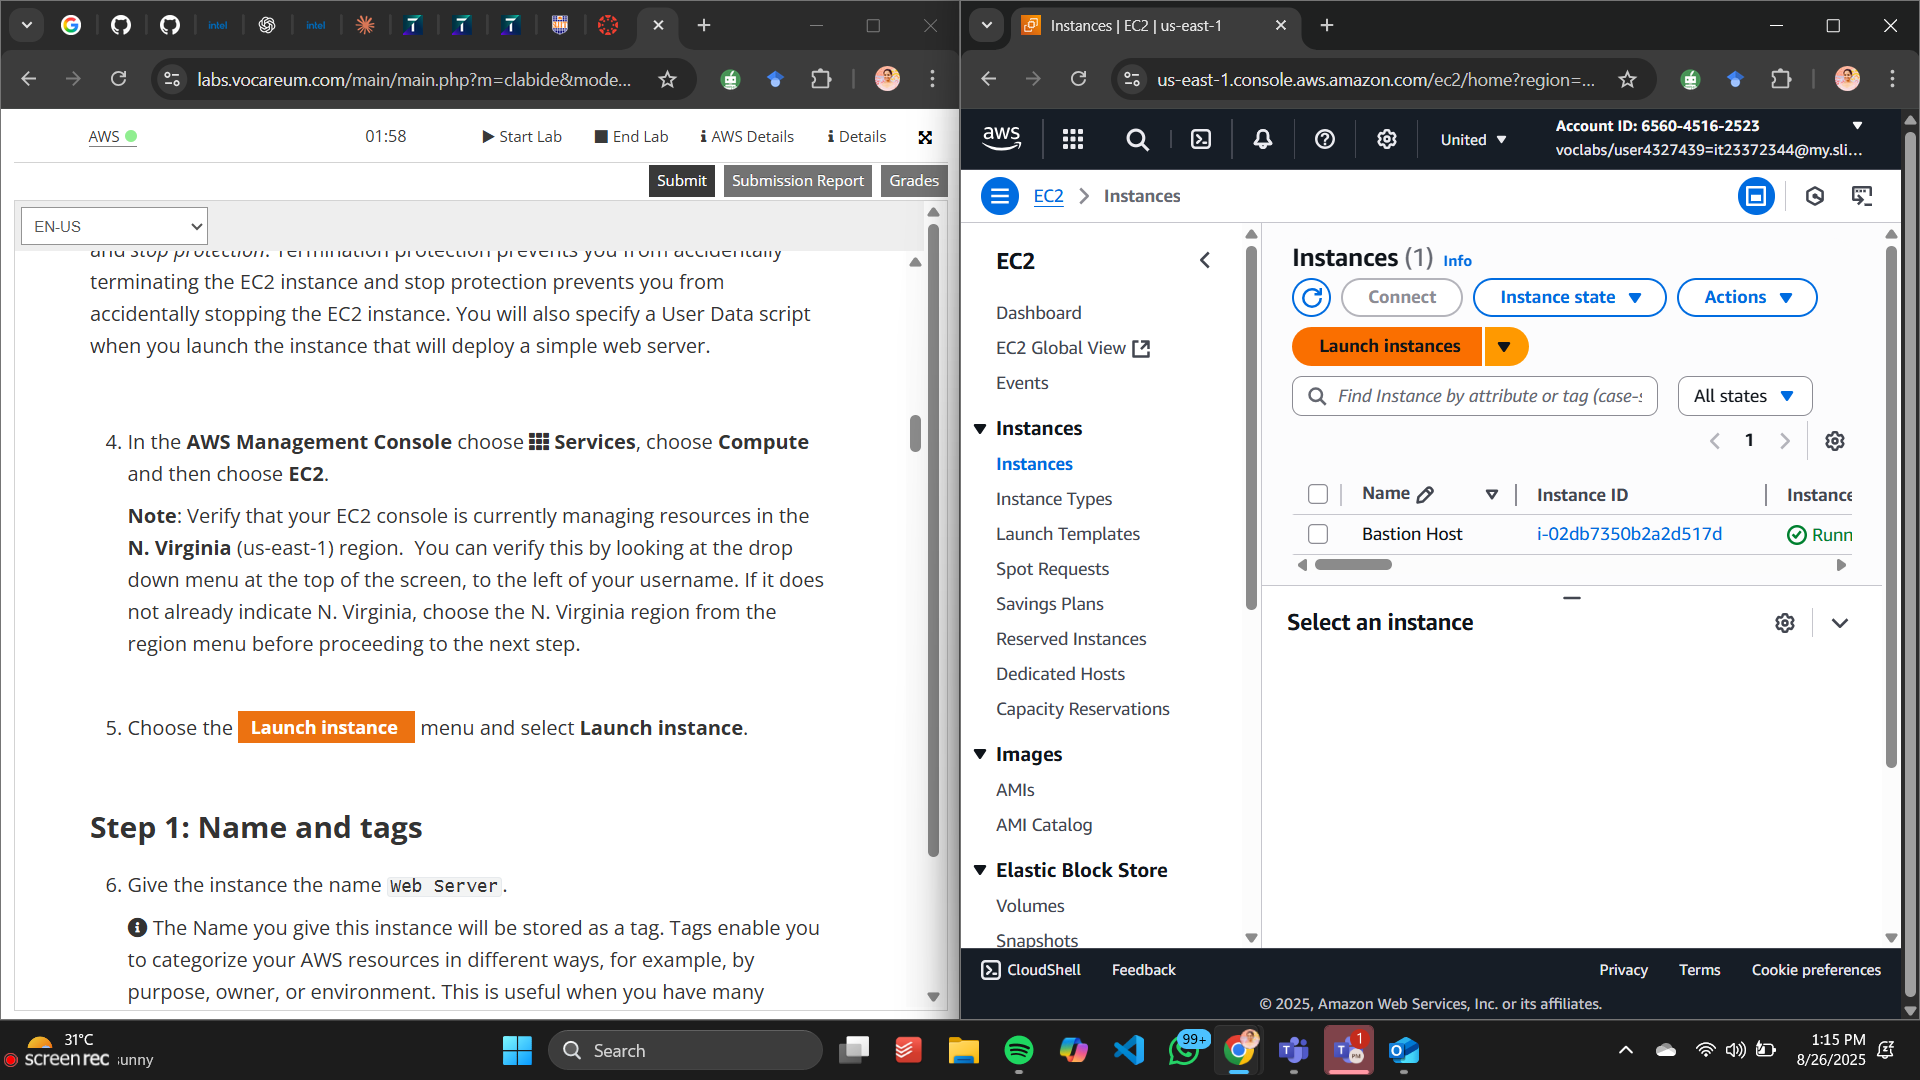 Instances | EC2 | us-east-1
labs.vocareum.com/main/main.php?m=clabide&mode...
us-east-1.console.aws.amazon.com/ec2/home?region=...
AWS
01:58
Start Lab
End Lab
AWS Details
Details
Submit
Submission Report
Grades
EN-US
and stop protection. Termination protection prevents you from accidentally
terminating the EC2 instance and stop protection prevents you from
accidentally stopping the EC2 instance. You will also specify a User Data script
when you launch the instance that will deploy a simple web server.
4. In the AWS Management Console choose Services, choose Compute
and then choose EC2.
Note: Verify that your EC2 console is currently managing resources in the
N. Virginia (us-east-1) region. You can verify this by looking at the drop
down menu at the top of the screen, to the left of your username. If it does
not already indicate N. Virginia, choose the N. Virginia region from the
region menu before proceeding to the next step.
5. Choose the Launch instance menu and select Launch instance.
Step 1: Name and tags
6. Give the instance the name Web Server.
The Name you give this instance will be stored as a tag. Tags enable you
to categorize your AWS resources in different ways, for example, by
purpose, owner, or environment. This is useful when you have many
aws
United
Account ID: 6560-4516-2523
voclabs/user4327439=it23372344@my.sli...
EC2
Instances
EC2
Dashboard
EC2 Global View
Events
Instances
Instances
Instance Types
Launch Templates
Spot Requests
Savings Plans
Reserved Instances
Dedicated Hosts
Capacity Reservations
Images
AMIs
AMI Catalog
Elastic Block Store
Volumes
Snapshots
Instances (1) Info
Connect
Instance state
Actions
Launch instances
Find Instance by attribute or tag (case-s
All states
1
Name
Instance ID
Instance
Bastion Host
i-02db7350b2a2d517d
Runn
Select an instance
CloudShell
Feedback
Privacy
Terms
Cookie preferences
© 2025, Amazon Web Services, Inc. or its affiliates.
31°C
screenrec
sunny
Search
99+
1
1:15 PM
8/26/2025